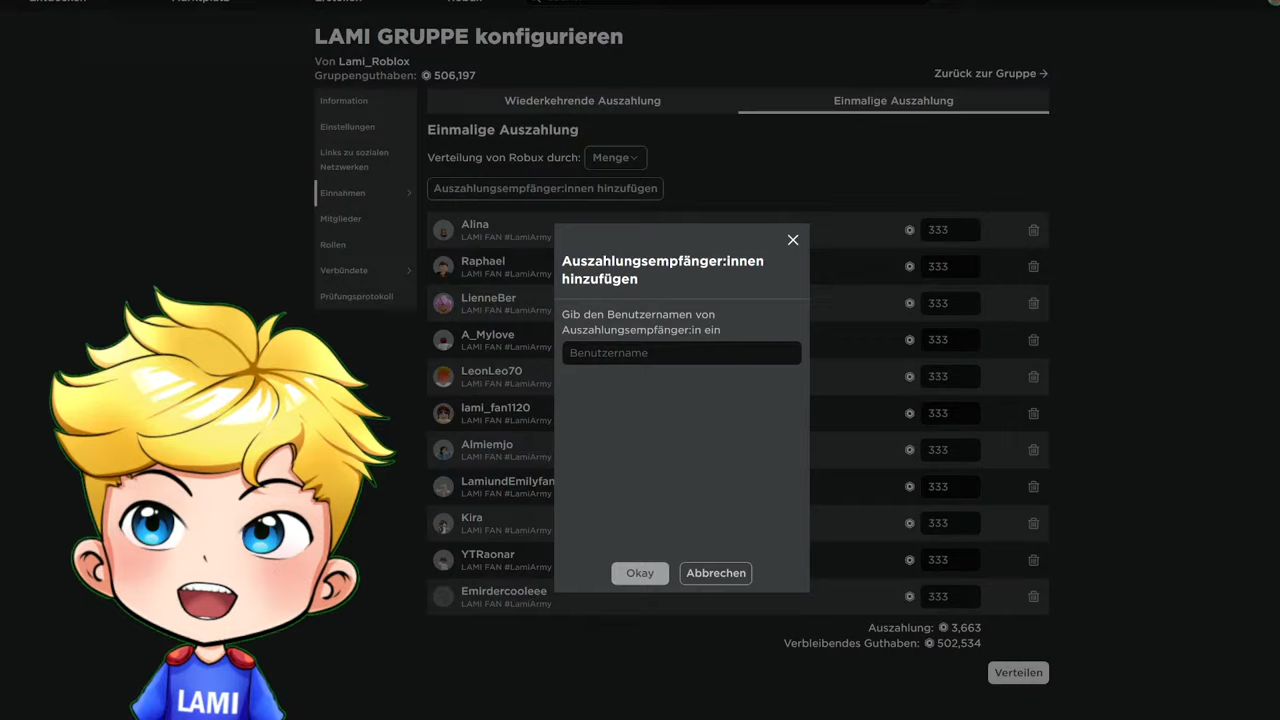 LAMI GRUPPE konfigurieren
Von Lami_Roblox
Gruppenguthaben: 506,197
Zurück zur Gruppe →
Information
Einstellungen
Links zu sozialen
Netzwerken
Einnahmen
Mitglieder
Rollen
Verbündete
Prüfungsprotokoll
Wiederkehrende Auszahlung
Einmalige Auszahlung
Einmalige Auszahlung
Verteilung von Robux durch: Menge
Auszahlungsempfänger:innen hinzufügen
Alina
LAMI FAN #LamiArmy
333
Raphael
LAMI FAN #LamiArmy
333
LienneBer
LAMI FAN #LamiArmy
333
A_Mylove
LAMI FAN #LamiArmy
333
LeonLeo70
LAMI FAN #LamiArmy
333
lami_fan1120
LAMI FAN #LamiArmy
333
Almiemjo
LAMI FAN #LamiArmy
333
LamiundEmilyfan
LAMI FAN #LamiArmy
333
Kira
LAMI FAN #LamiArmy
333
YTRaonar
LAMI FAN #LamiArmy
333
Emirdercooleee
LAMI FAN #LamiArmy
333
Auszahlungsempfänger:innen
hinzufügen
Gib den Benutzernamen von
Auszahlungsempfänger:in ein
Benutzername
Okay
Abbrechen
Auszahlung: 3,663
Verbleibendes Guthaben: 502,534
Verteilen
LAMI